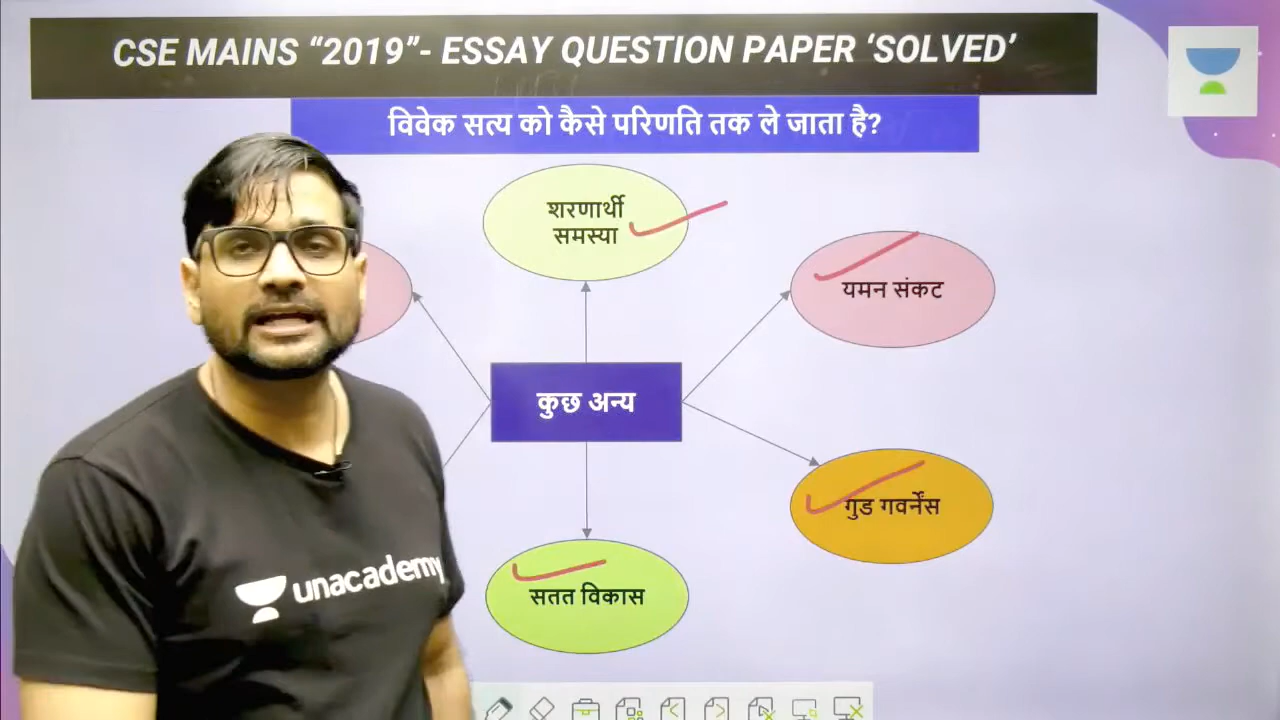 CSE MAINS “2019”- ESSAY QUESTION PAPER ‘SOLVED’
विवेक सत्य को कैसे परिणति तक ले जाता है?
शरणार्थी
समस्या
यमन संकट
कुछ अन्य
गुड गवर्नेंस
सतत विकास
unacademy